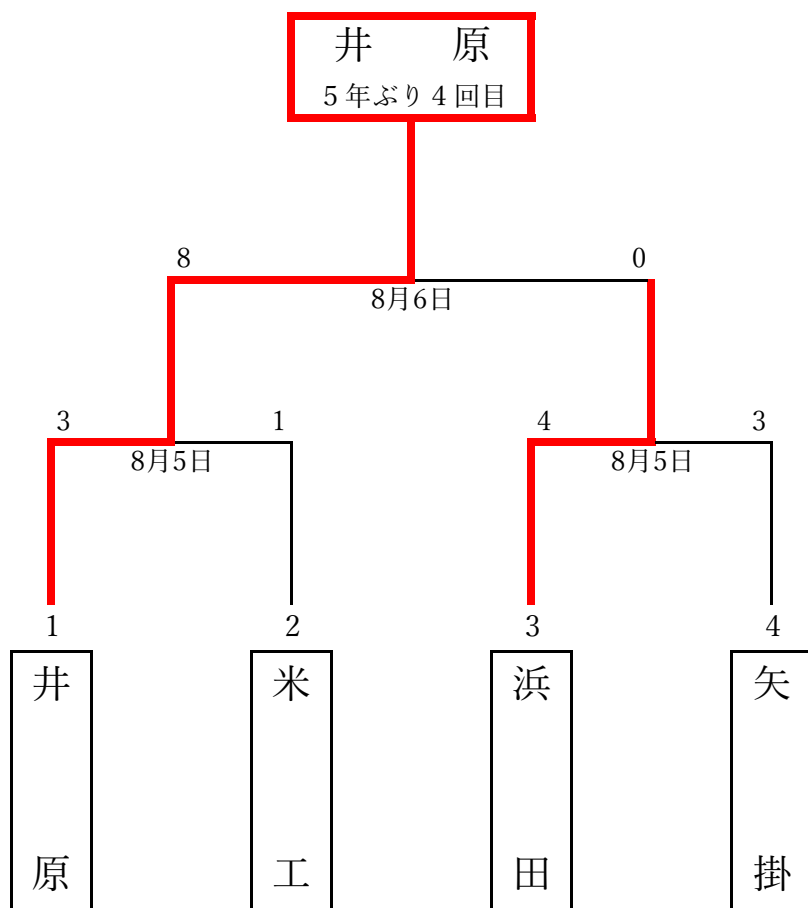 井　原
５年ぶり４回目
8 0
8月6日
3 1 4 3
8月5日 8月5日
1 2 3 4
井原 米工 浜田 矢掛